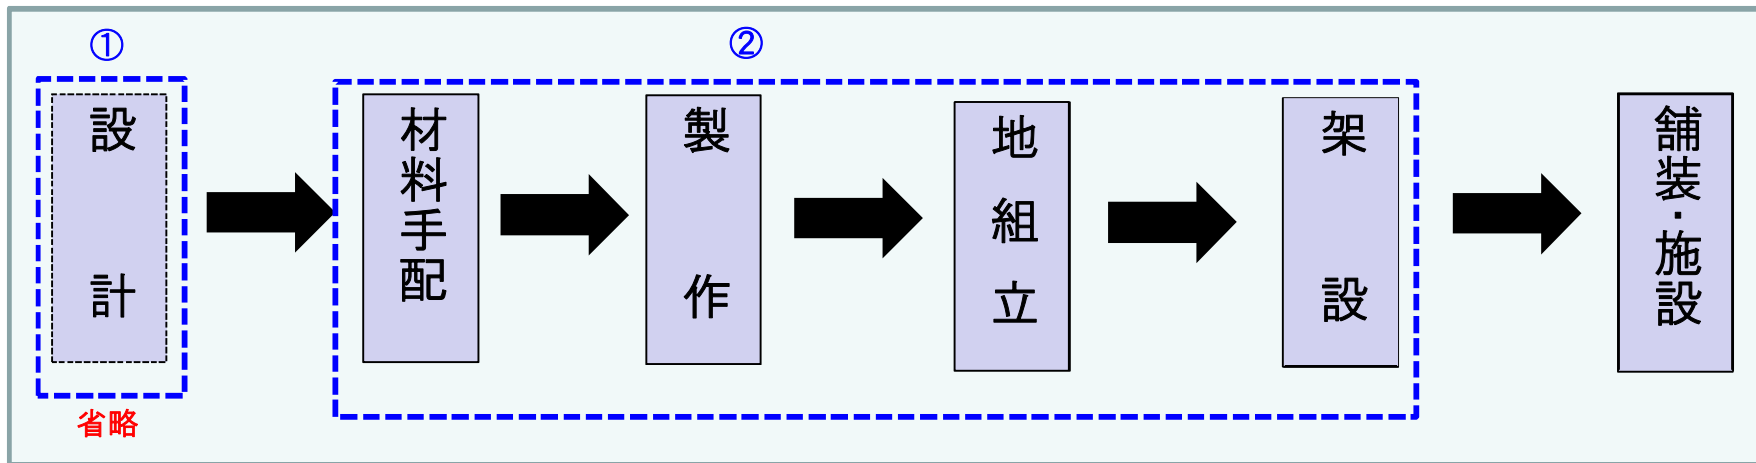 ①
②
設計
材料手配
製作
地組立
架設
舗装・施設
省略